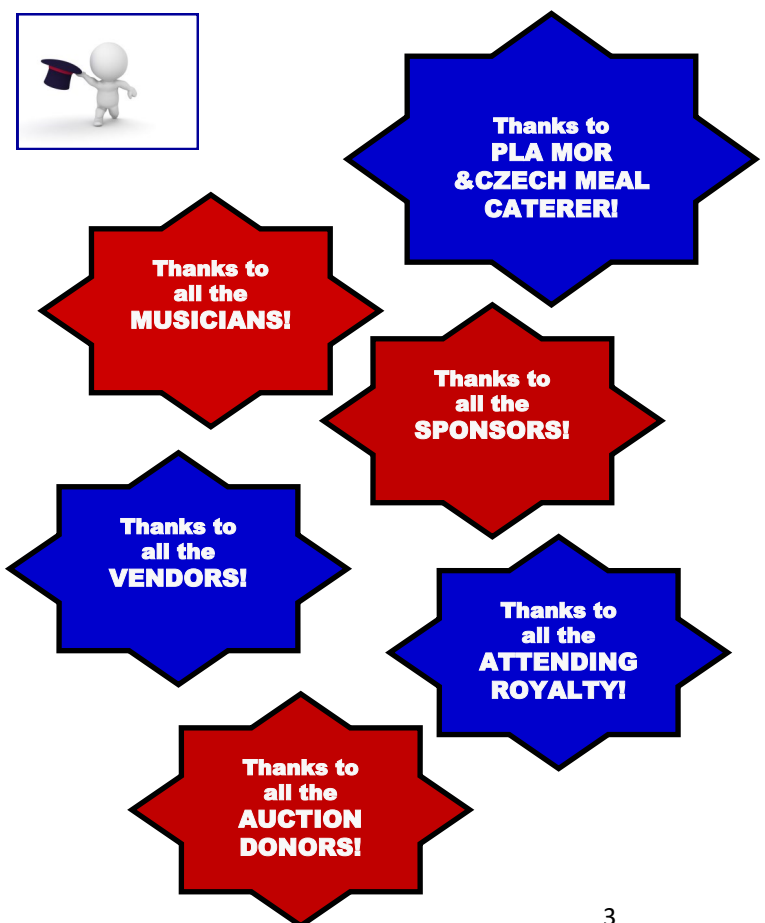 Thanks to
PLA MOR
&CZECH MEAL
CATERER!
Thanks to
all the
MUSICIANS!
Thanks to
all the
SPONSORS!
Thanks to
all the
VENDORS!
Thanks to
all the
ATTENDING
ROYALTY!
Thanks to
all the
AUCTION
DONORS!
3